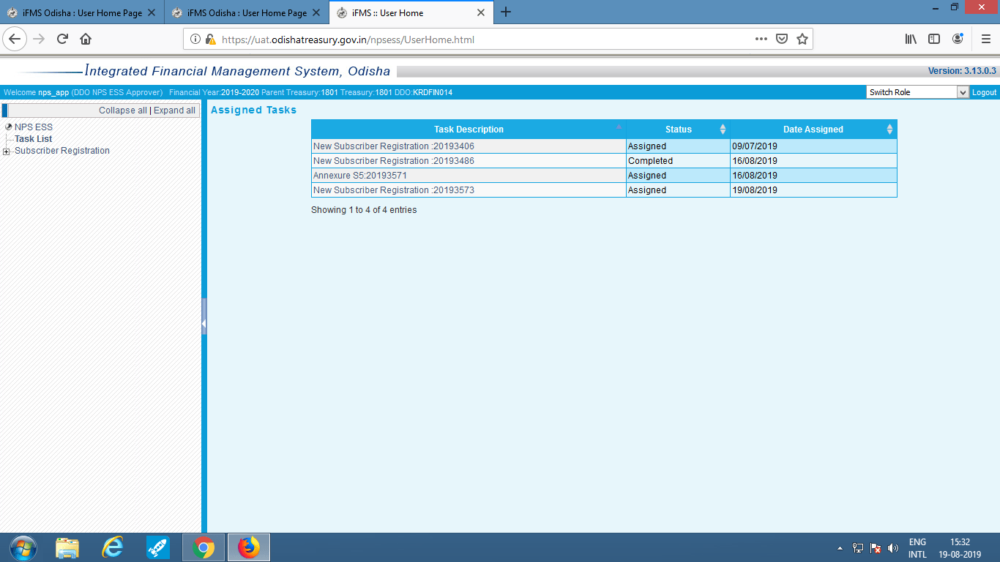 iFMS Odisha : User Home Page
iFMS Odisha : User Home Page
iFMS :: User Home
https://uat.odishatreasury.gov.in/npsess/UserHome.html
Integrated Financial Management System, Odisha
Version: 3.13.0.3
Welcome nps_app (DDO NPS ESS Approver) Financial Year:2019-2020 Parent Treasury:1801 Treasury:1801 DDO:KRDFIN014
Switch Role
Logout
Collapse all | Expand all
NPS ESS
Task List
Subscriber Registration
Assigned Tasks
Task Description Status Date Assigned
New Subscriber Registration :20193406 Assigned 09/07/2019
New Subscriber Registration :20193486 Completed 16/08/2019
Annexure S5:20193571 Assigned 16/08/2019
New Subscriber Registration :20193573 Assigned 19/08/2019
Showing 1 to 4 of 4 entries
ENG 15:32
INTL 19-08-2019